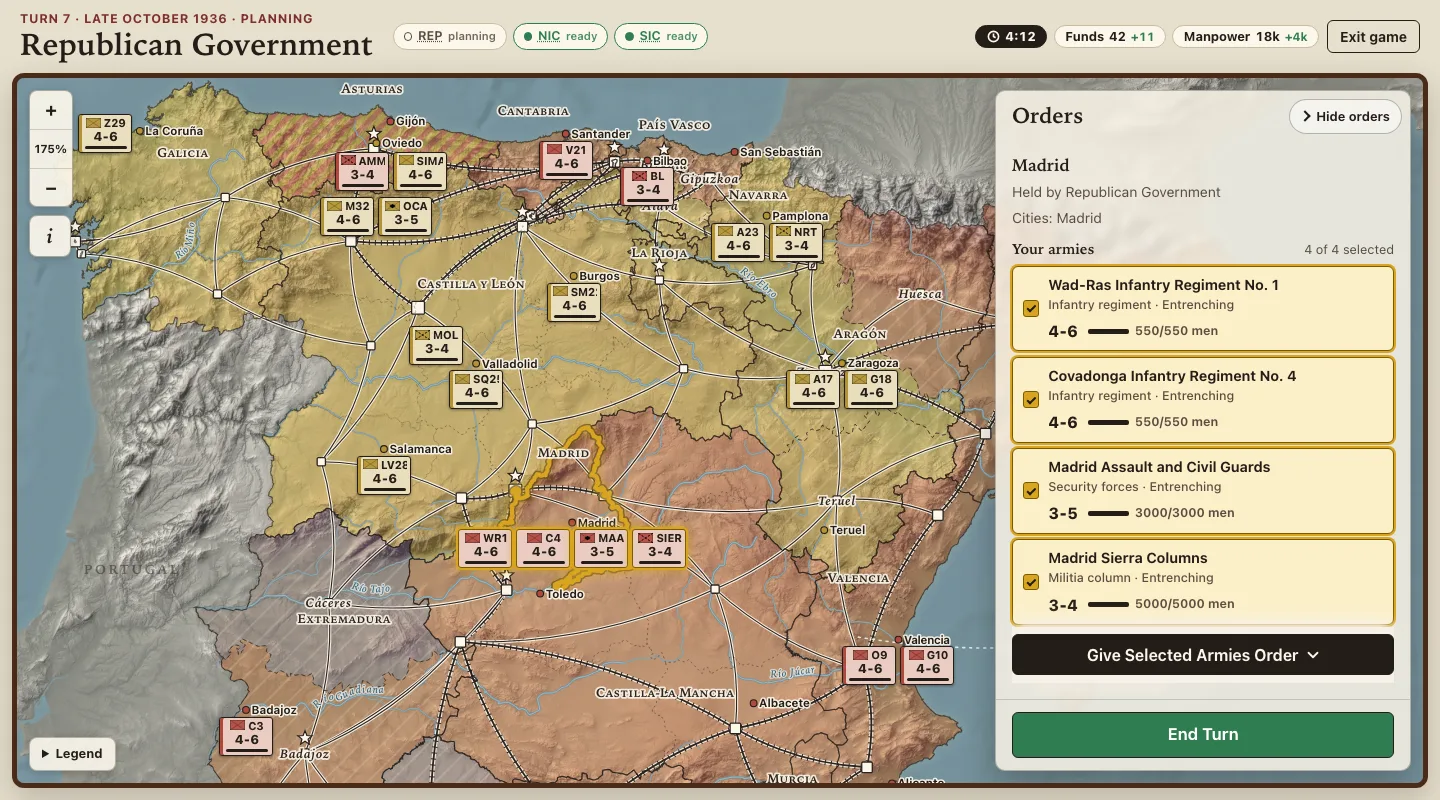 TURN 7 · LATE OCTOBER 1936 · PLANNING
Republican Government
REP planning
NIC ready
SIC ready
4:12
Funds 42 +11
Manpower 18k +4k
Exit game
+
175%
−
i
Legend
ASTURIAS
CANTABRIA
PAÍS VASCO
GALICIA
La Coruña
Gijón
Oviedo
Santander
Bilbao
San Sebastián
Gipuzkoa
NAVARRA
Pamplona
LA RIOJA
Burgos
CASTILLA Y LEÓN
Huesca
ARAGÓN
Zaragoza
Valladolid
Salamanca
MADRID
Madrid
Teruel
Teruel
PORTUGAL
Cáceres
EXTREMADURA
Toledo
VALENCIA
Valencia
CASTILLA-LA MANCHA
Albacete
Badajoz
Badajoz
MURCIA
Alicante
Río Miño
Río Ebro
Río Tajo
Río Guadiana
Río Júcar
Z29
4-6
AMM
3-4
SIMA
4-6
V21
4-6
BL
3-4
M32
4-6
OCA
3-5
A23
4-6
NRT
3-4
SM2
4-6
MOL
3-4
SQ2
4-6
A17
4-6
G18
4-6
LV28
4-6
WR1
4-6
C4
4-6
MAA
3-5
SIER
3-4
O9
4-6
G10
4-6
C3
4-6
Orders
Hide orders
Madrid
Held by Republican Government
Cities: Madrid
Your armies
4 of 4 selected
Wad-Ras Infantry Regiment No. 1
Infantry regiment · Entrenching
4-6 550/550 men
Covadonga Infantry Regiment No. 4
Infantry regiment · Entrenching
4-6 550/550 men
Madrid Assault and Civil Guards
Security forces · Entrenching
3-5 3000/3000 men
Madrid Sierra Columns
Militia column · Entrenching
3-4 5000/5000 men
Give Selected Armies Order
End Turn